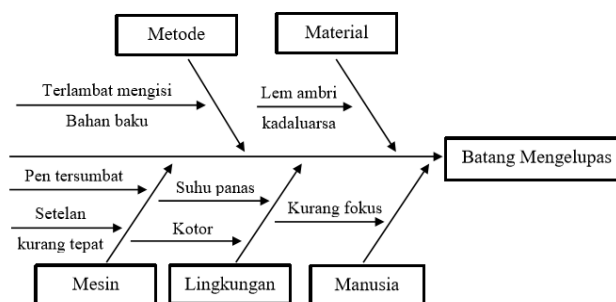 Metode
Material
Terlambat mengisi
Bahan baku
Lem ambri
kadaluarsa
Batang Mengelupas
Pen tersumbat
Suhu panas
Setelan
kurang tepat
Kotor
Kurang fokus
Mesin
Lingkungan
Manusia